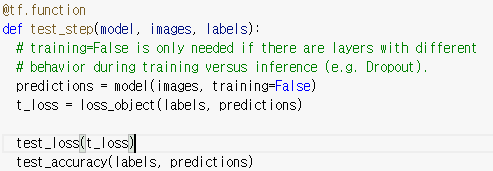 @tf.function
def test_step(model, images, labels):
  # training=False is only needed if there are layers with different
  # behavior during training versus inference (e.g. Dropout).
  predictions = model(images, training=False)
  t_loss = loss_object(labels, predictions)

  test_loss(t_loss)
  test_accuracy(labels, predictions)